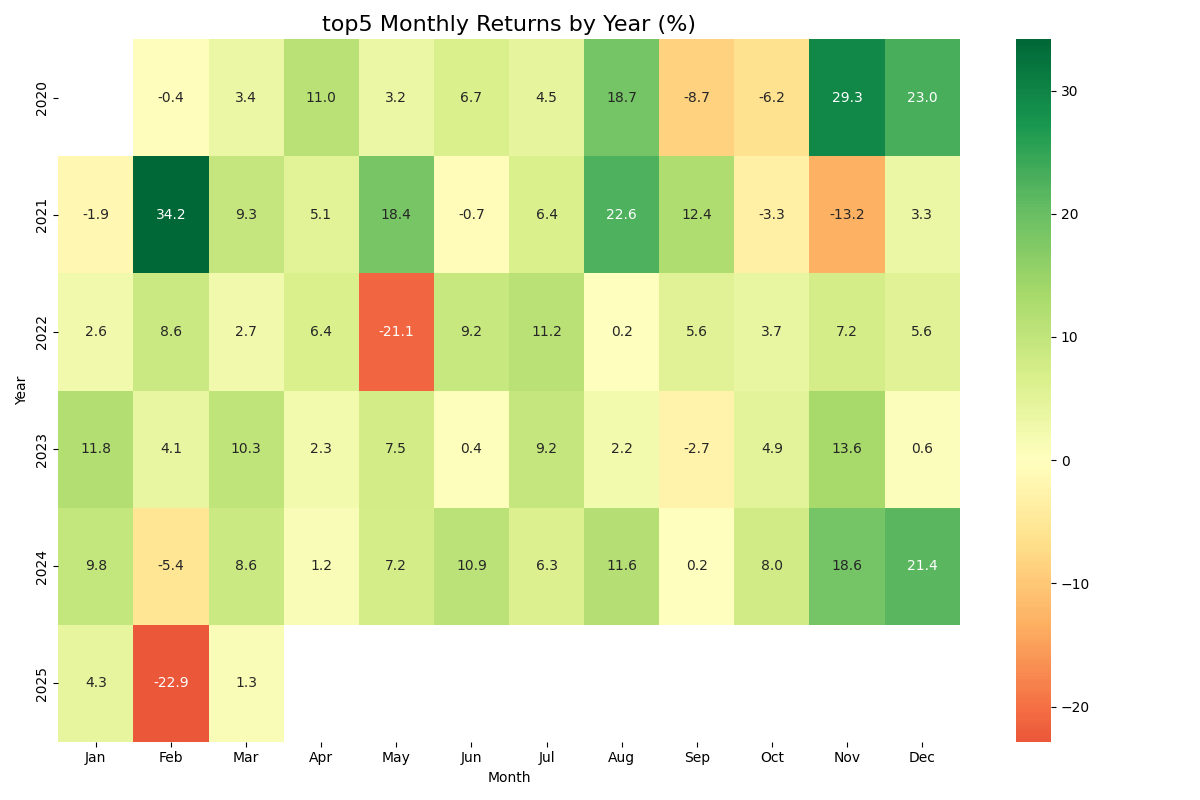 top5 Monthly Returns by Year (%)
2020 -0.4 3.4 11.0 3.2 6.7 4.5 18.7 -8.7 -6.2 29.3 23.0
2021 -1.9 34.2 9.3 5.1 18.4 -0.7 6.4 22.6 12.4 -3.3 -13.2 3.3
2022 2.6 8.6 2.7 6.4 -21.1 9.2 11.2 0.2 5.6 3.7 7.2 5.6
2023 11.8 4.1 10.3 2.3 7.5 0.4 9.2 2.2 -2.7 4.9 13.6 0.6
2024 9.8 -5.4 8.6 1.2 7.2 10.9 6.3 11.6 0.2 8.0 18.6 21.4
2025 4.3 -22.9 1.3
Year
Jan Feb Mar Apr May Jun Jul Aug Sep Oct Nov Dec
Month
30
20
10
0
−10
−20